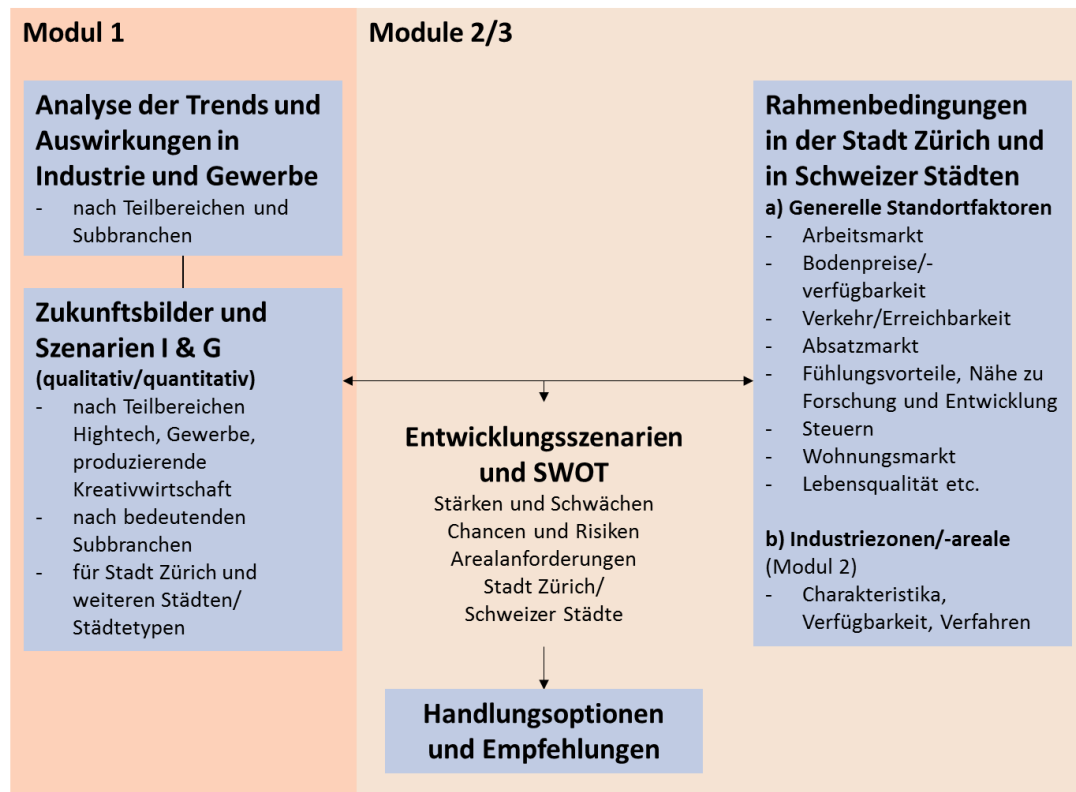 Modul 1
Analyse der Trends und
Auswirkungen in
Industrie und Gewerbe
- nach Teilbereichen und
Subbranchen
Zukunftsbilder und
Szenarien I & G
(qualitativ/quantitativ)
- nach Teilbereichen
Hightech, Gewerbe,
produzierende
Kreativwirtschaft
- nach bedeutenden
Subbranchen
- für Stadt Zürich und
weiteren Städten/
Städtetypen
Module 2/3
Entwicklungsszenarien
und SWOT
Stärken und Schwächen
Chancen und Risiken
Arealanforderungen
Stadt Zürich/
Schweizer Städte
Handlungsoptionen
und Empfehlungen
Rahmenbedingungen
in der Stadt Zürich und
in Schweizer Städten
a) Generelle Standortfaktoren
- Arbeitsmarkt
- Bodenpreise/-
verfügbarkeit
- Verkehr/Erreichbarkeit
- Absatzmarkt
- Fühlungsvorteile, Nähe zu
Forschung und Entwicklung
- Steuern
- Wohnungsmarkt
- Lebensqualität etc.
b) Industriezonen/-areale
(Modul 2)
- Charakteristika,
Verfügbarkeit, Verfahren